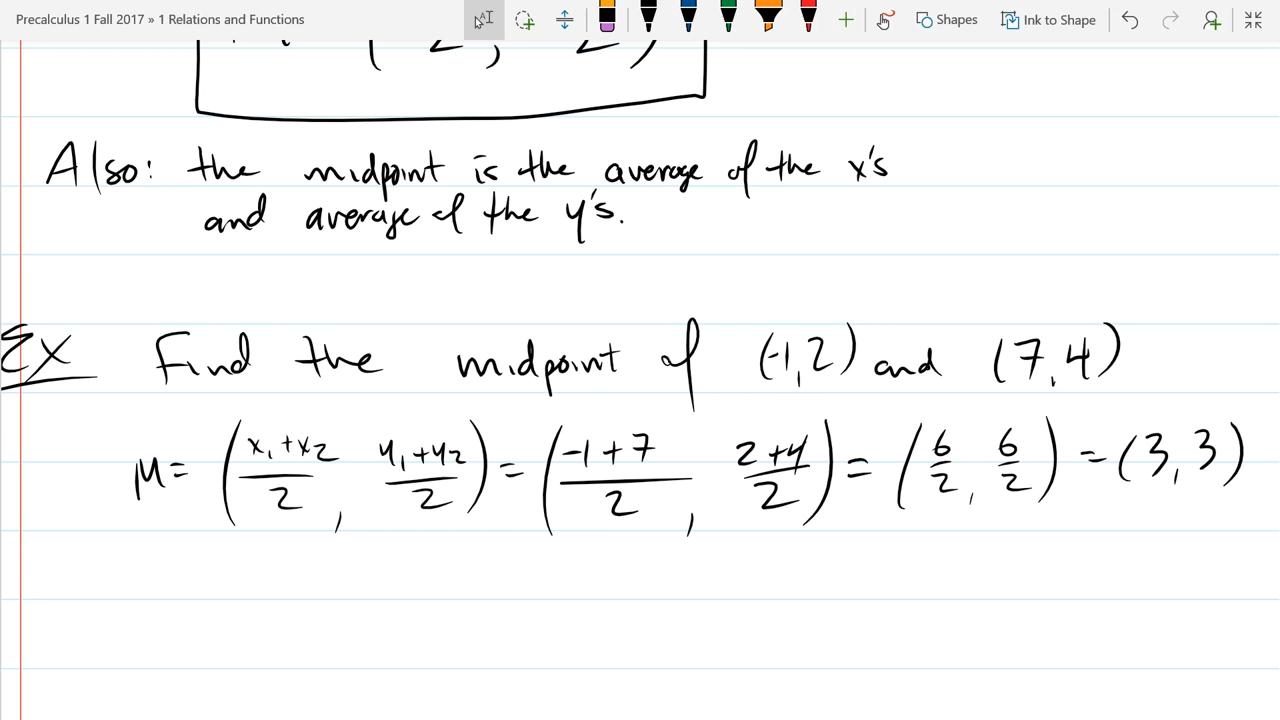 Precalculus 1 Fall 2017 » 1 Relations and Functions
Shapes
Ink to Shape
2 , 2 )
Also: the midpoint is the average of the x's
and average of the y's.
Ex Find the midpoint of (-1,2) and (7,4)
M = ( x₁+x₂ / 2 , y₁+y₂ / 2 ) = ( -1+7 / 2 , 2+4 / 2 ) = ( 6/2 , 6/2 ) = (3,3)